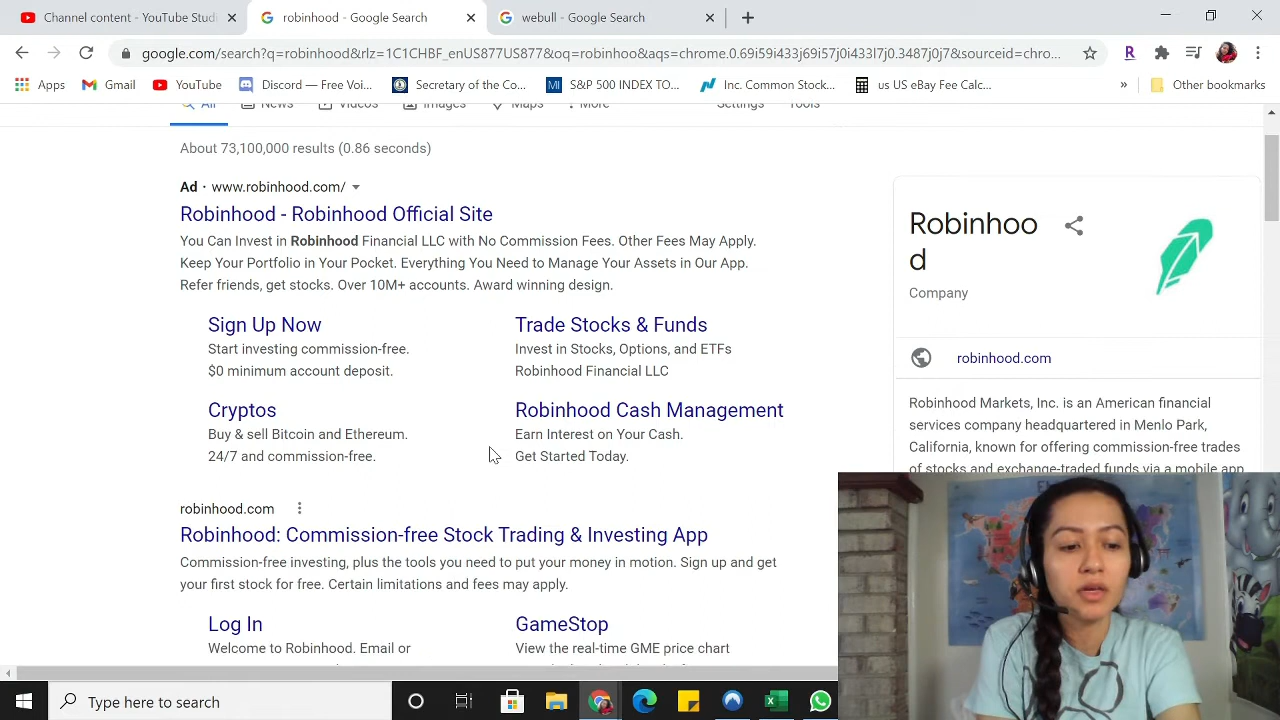 Channel content - YouTube Studi
robinhood - Google Search
webull - Google Search
google.com/search?q=robinhood&rlz=1C1CHBF_enUS877US877&oq=robinhoo&aqs=chrome.0.69i59i433j69i57j0i433l7j0.3487j0j7&sourceid=chro...
Apps
Gmail
YouTube
Discord — Free Voi...
Secretary of the Co...
S&P 500 INDEX TO...
Inc. Common Stock...
us US eBay Fee Calc...
»
Other bookmarks
All
News
Videos
Images
Maps
More
Settings
Tools
About 73,100,000 results (0.86 seconds)
Ad · www.robinhood.com/
Robinhood - Robinhood Official Site
You Can Invest in Robinhood Financial LLC with No Commission Fees. Other Fees May Apply.
Keep Your Portfolio in Your Pocket. Everything You Need to Manage Your Assets in Our App.
Refer friends, get stocks. Over 10M+ accounts. Award winning design.
Sign Up Now
Start investing commission-free.
$0 minimum account deposit.
Trade Stocks & Funds
Invest in Stocks, Options, and ETFs
Robinhood Financial LLC
Cryptos
Buy & sell Bitcoin and Ethereum.
24/7 and commission-free.
Robinhood Cash Management
Earn Interest on Your Cash.
Get Started Today.
robinhood.com
Robinhood: Commission-free Stock Trading & Investing App
Commission-free investing, plus the tools you need to put your money in motion. Sign up and get
your first stock for free. Certain limitations and fees may apply.
Log In
Welcome to Robinhood. Email or
GameStop
View the real-time GME price chart
Robinhoo
d
Company
robinhood.com
Robinhood Markets, Inc. is an American financial
services company headquartered in Menlo Park,
California, known for offering commission-free trades
of stocks and exchange-traded funds via a mobile app
Type here to search